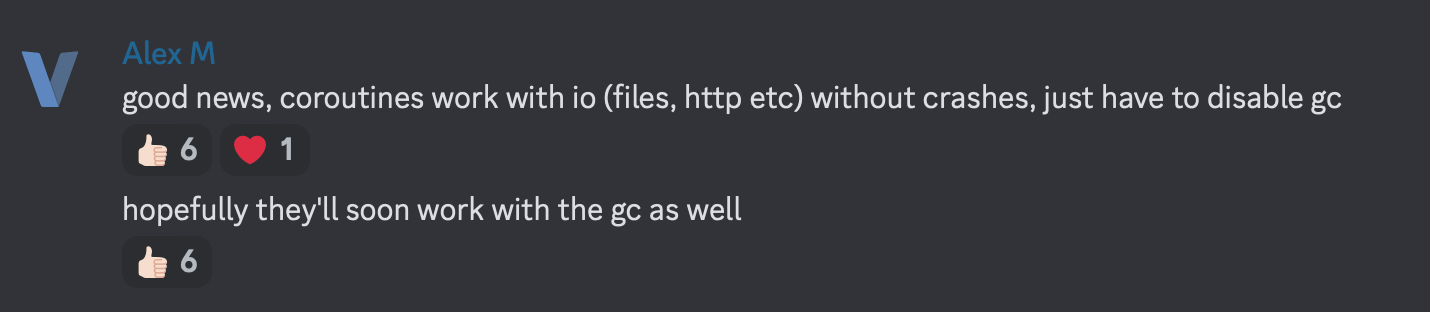 Alex M
good news, coroutines work with io (files, http etc) without crashes, just have to disable gc
6 1
hopefully they'll soon work with the gc as well
6